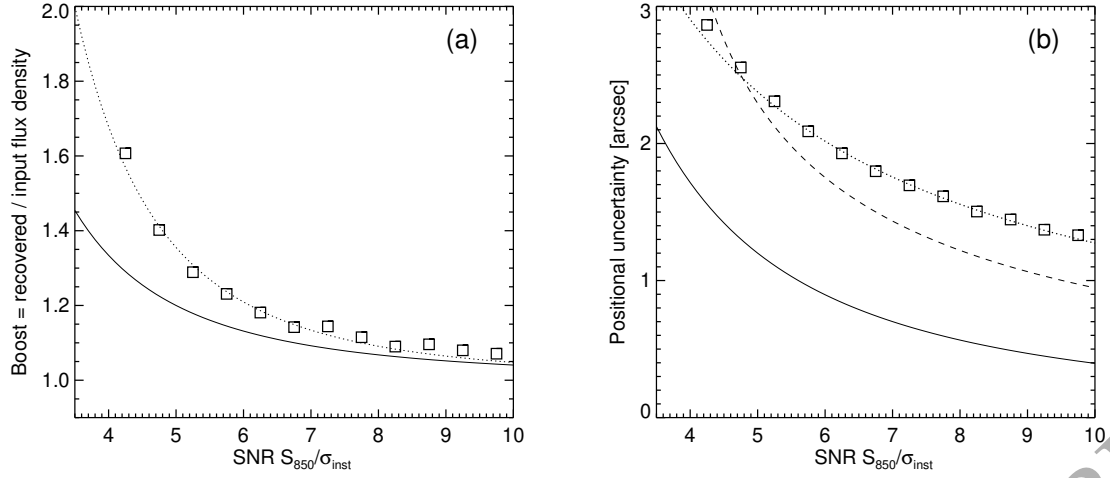 (a)
2.0
1.8
1.6
1.4
1.2
1.0
Boost = recovered / input flux density
4 5 6 7 8 9 10
SNR S850/σinst
(b)
3
2
1
0
Positional uncertainty [arcsec]
4 5 6 7 8 9 10
SNR S850/σinst